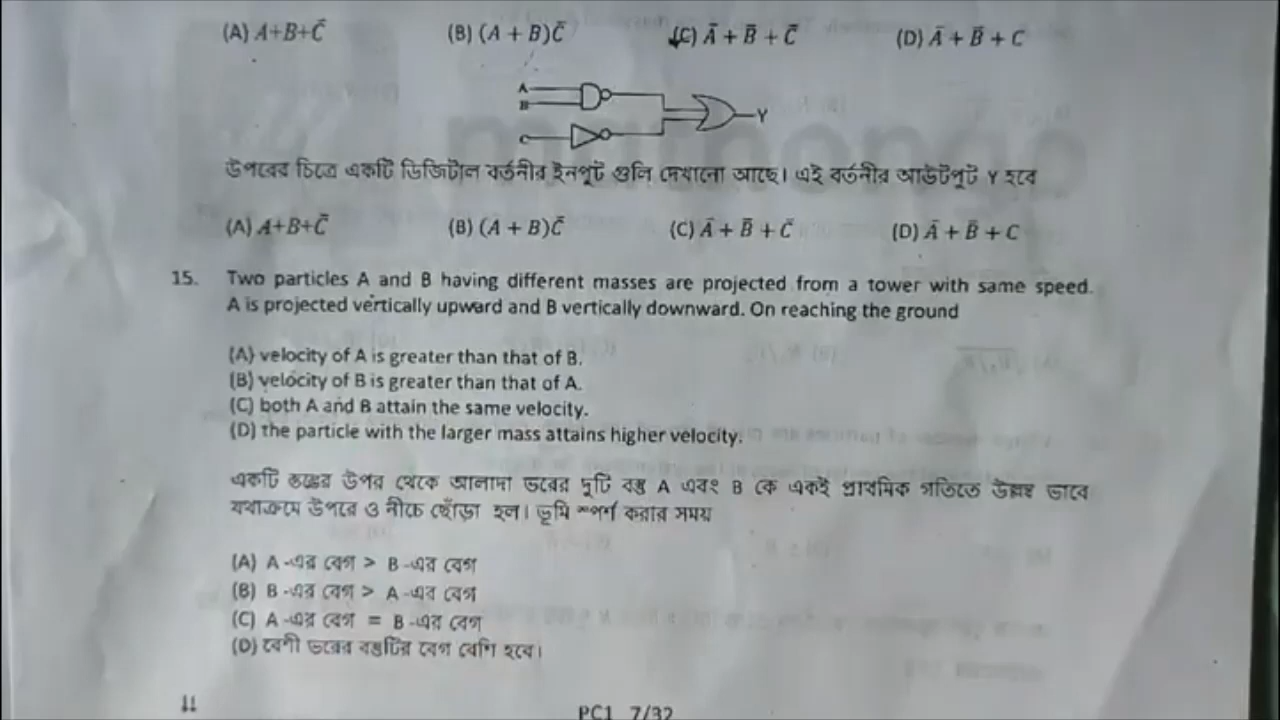 (A) A+B+C̄ (B) (A + B)C̄ (C) Ā + B̄ + C̄ (D) Ā + B̄ + C
A
B
C
Y
উপরের চিত্রে একটি ডিজিটাল বর্তনীর ইনপুট গুলি দেখানো আছে। এই বর্তনীর আউটপুট Y হবে
(A) A+B+C̄ (B) (A + B)C̄ (C) Ā + B̄ + C̄ (D) Ā + B̄ + C
15. Two particles A and B having different masses are projected from a tower with same speed.
A is projected vertically upward and B vertically downward. On reaching the ground
(A) velocity of A is greater than that of B.
(B) velocity of B is greater than that of A.
(C) both A and B attain the same velocity.
(D) the particle with the larger mass attains higher velocity.
একটি স্তম্ভের উপর থেকে আলাদা ভরের দুটি বস্তু A এবং B কে একই প্রাথমিক গতিতে উল্লম্ব ভাবে
যথাক্রমে উপরে ও নীচে ছোঁড়া হল। ভূমি স্পর্শ করার সময়
(A) A -এর বেগ > B -এর বেগ
(B) B -এর বেগ > A -এর বেগ
(C) A -এর বেগ = B -এর বেগ
(D) বেশী ভরের বস্তুটির বেগ বেশি হবে।
PC1 7/32